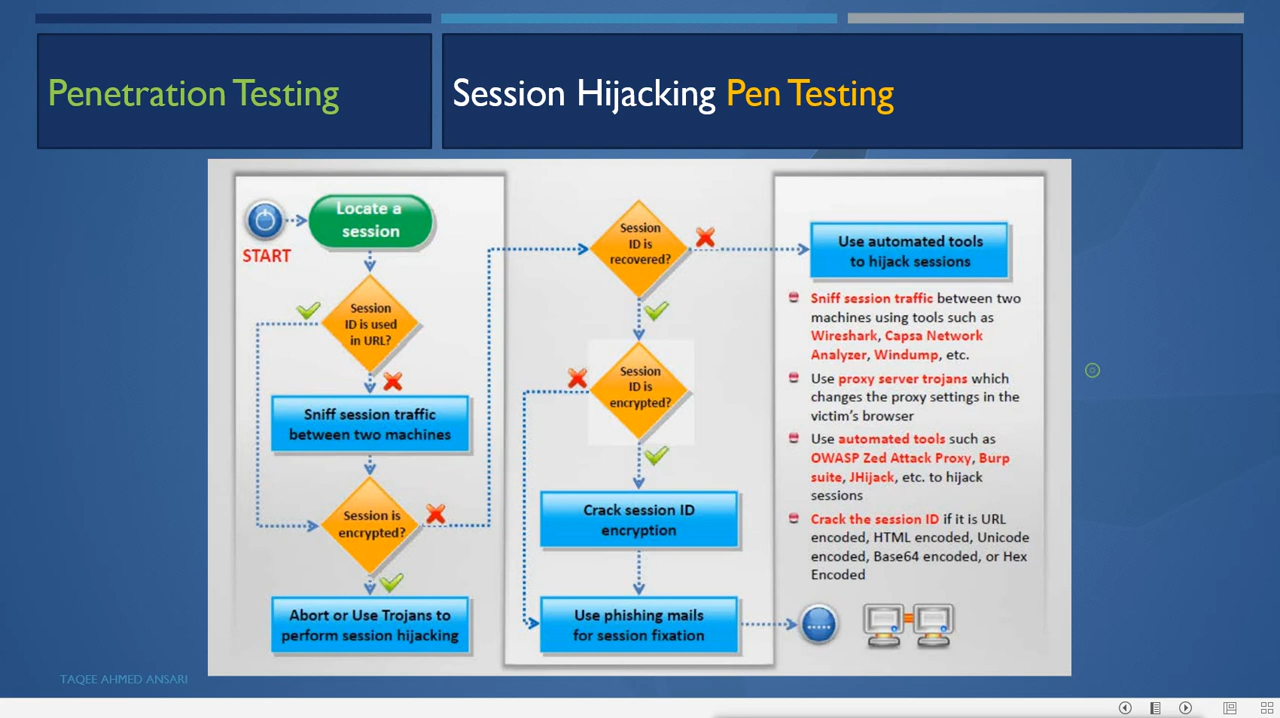 Penetration Testing
Session Hijacking Pen Testing
START
Locate a
session
Session
ID is used
in URL?
Sniff session traffic
between two machines
Session is
encrypted?
Abort or Use Trojans to
perform session hijacking
Session
ID is
recovered?
Session
ID is
encrypted?
Crack session ID
encryption
Use phishing mails
for session fixation
Use automated tools
to hijack sessions
Sniff session traffic between two
machines using tools such as
Wireshark, Capsa Network
Analyzer, Windump, etc.
Use proxy server trojans which
changes the proxy settings in the
victim's browser
Use automated tools such as
OWASP Zed Attack Proxy, Burp
suite, JHijack, etc. to hijack
sessions
Crack the session ID if it is URL
encoded, HTML encoded, Unicode
encoded, Base64 encoded, or Hex
Encoded
TAQEE AHMED ANSARI